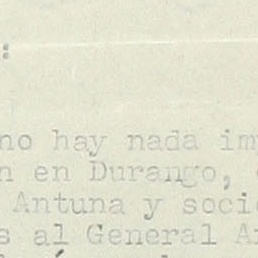 :
no hay nada im
n en Durango,
Antuna y soci
s al General A